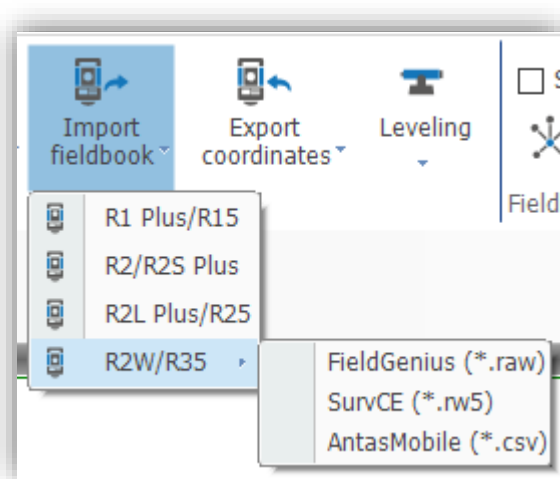 Import
fieldbook
Export
coordinates
Leveling
S
Field
R1 Plus/R15
R2/R2S Plus
R2L Plus/R25
R2W/R35
FieldGenius (*.raw)
SurvCE (*.rw5)
AntasMobile (*.csv)